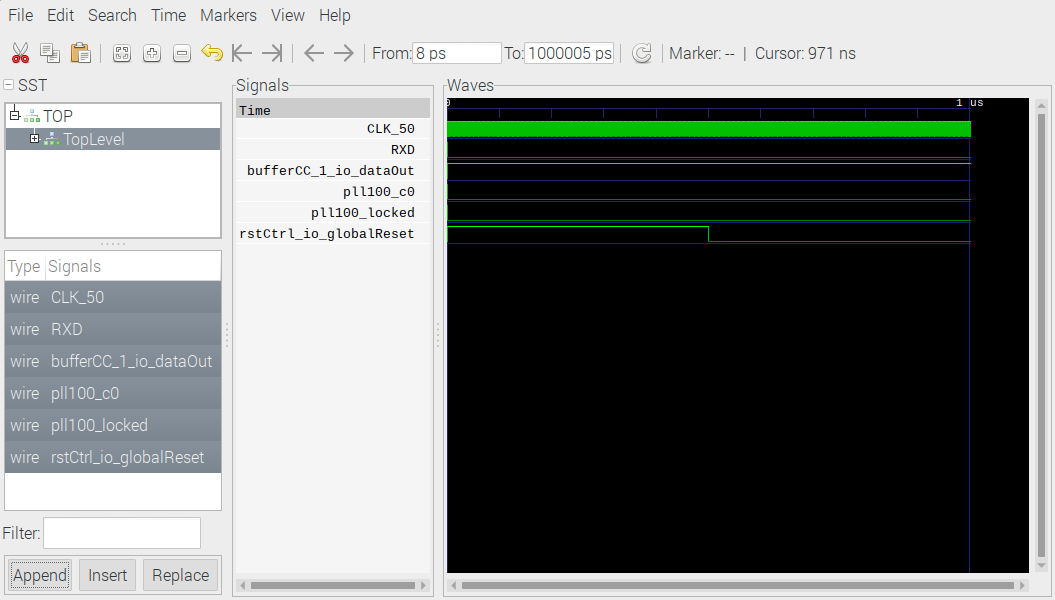 File Edit Search Time Markers View Help
From: 8 ps To: 1000005 ps Marker: -- | Cursor: 971 ns
SST
TOP
TopLevel
Type Signals
wire CLK_50
wire RXD
wire bufferCC_1_io_dataOut
wire pll100_c0
wire pll100_locked
wire rstCtrl_io_globalReset
Filter:
Append Insert Replace
Signals
Time
CLK_50
RXD
bufferCC_1_io_dataOut
pll100_c0
pll100_locked
rstCtrl_io_globalReset
Waves
0 1 us